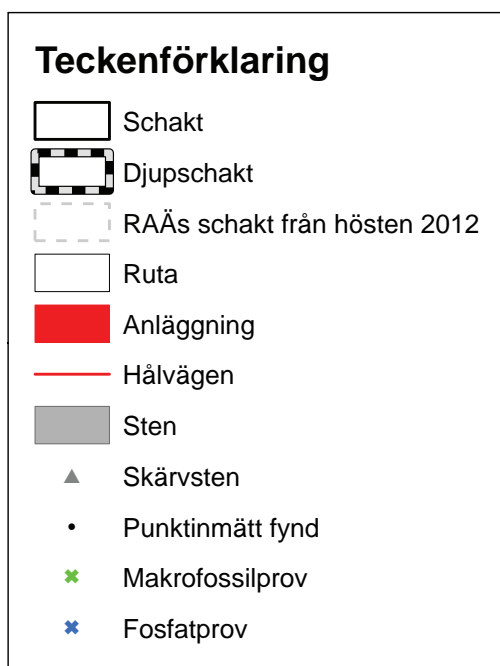 Teckenförklaring
Schakt
Djupschakt
RAÄs schakt från hösten 2012
Ruta
Anläggning
Hålvägen
Sten
Skärvsten
Punktinmätt fynd
Makrofossilprov
Fosfatprov